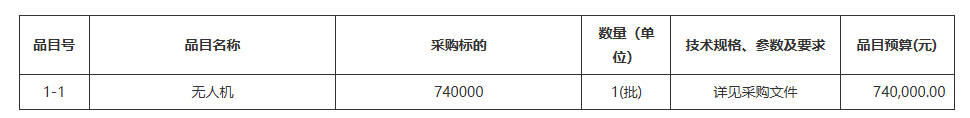 品目号 品目名称 采购标的 数量（单位） 技术规格、参数及要求 品目预算(元)
1-1 无人机 740000 1(批) 详见采购文件 740,000.00